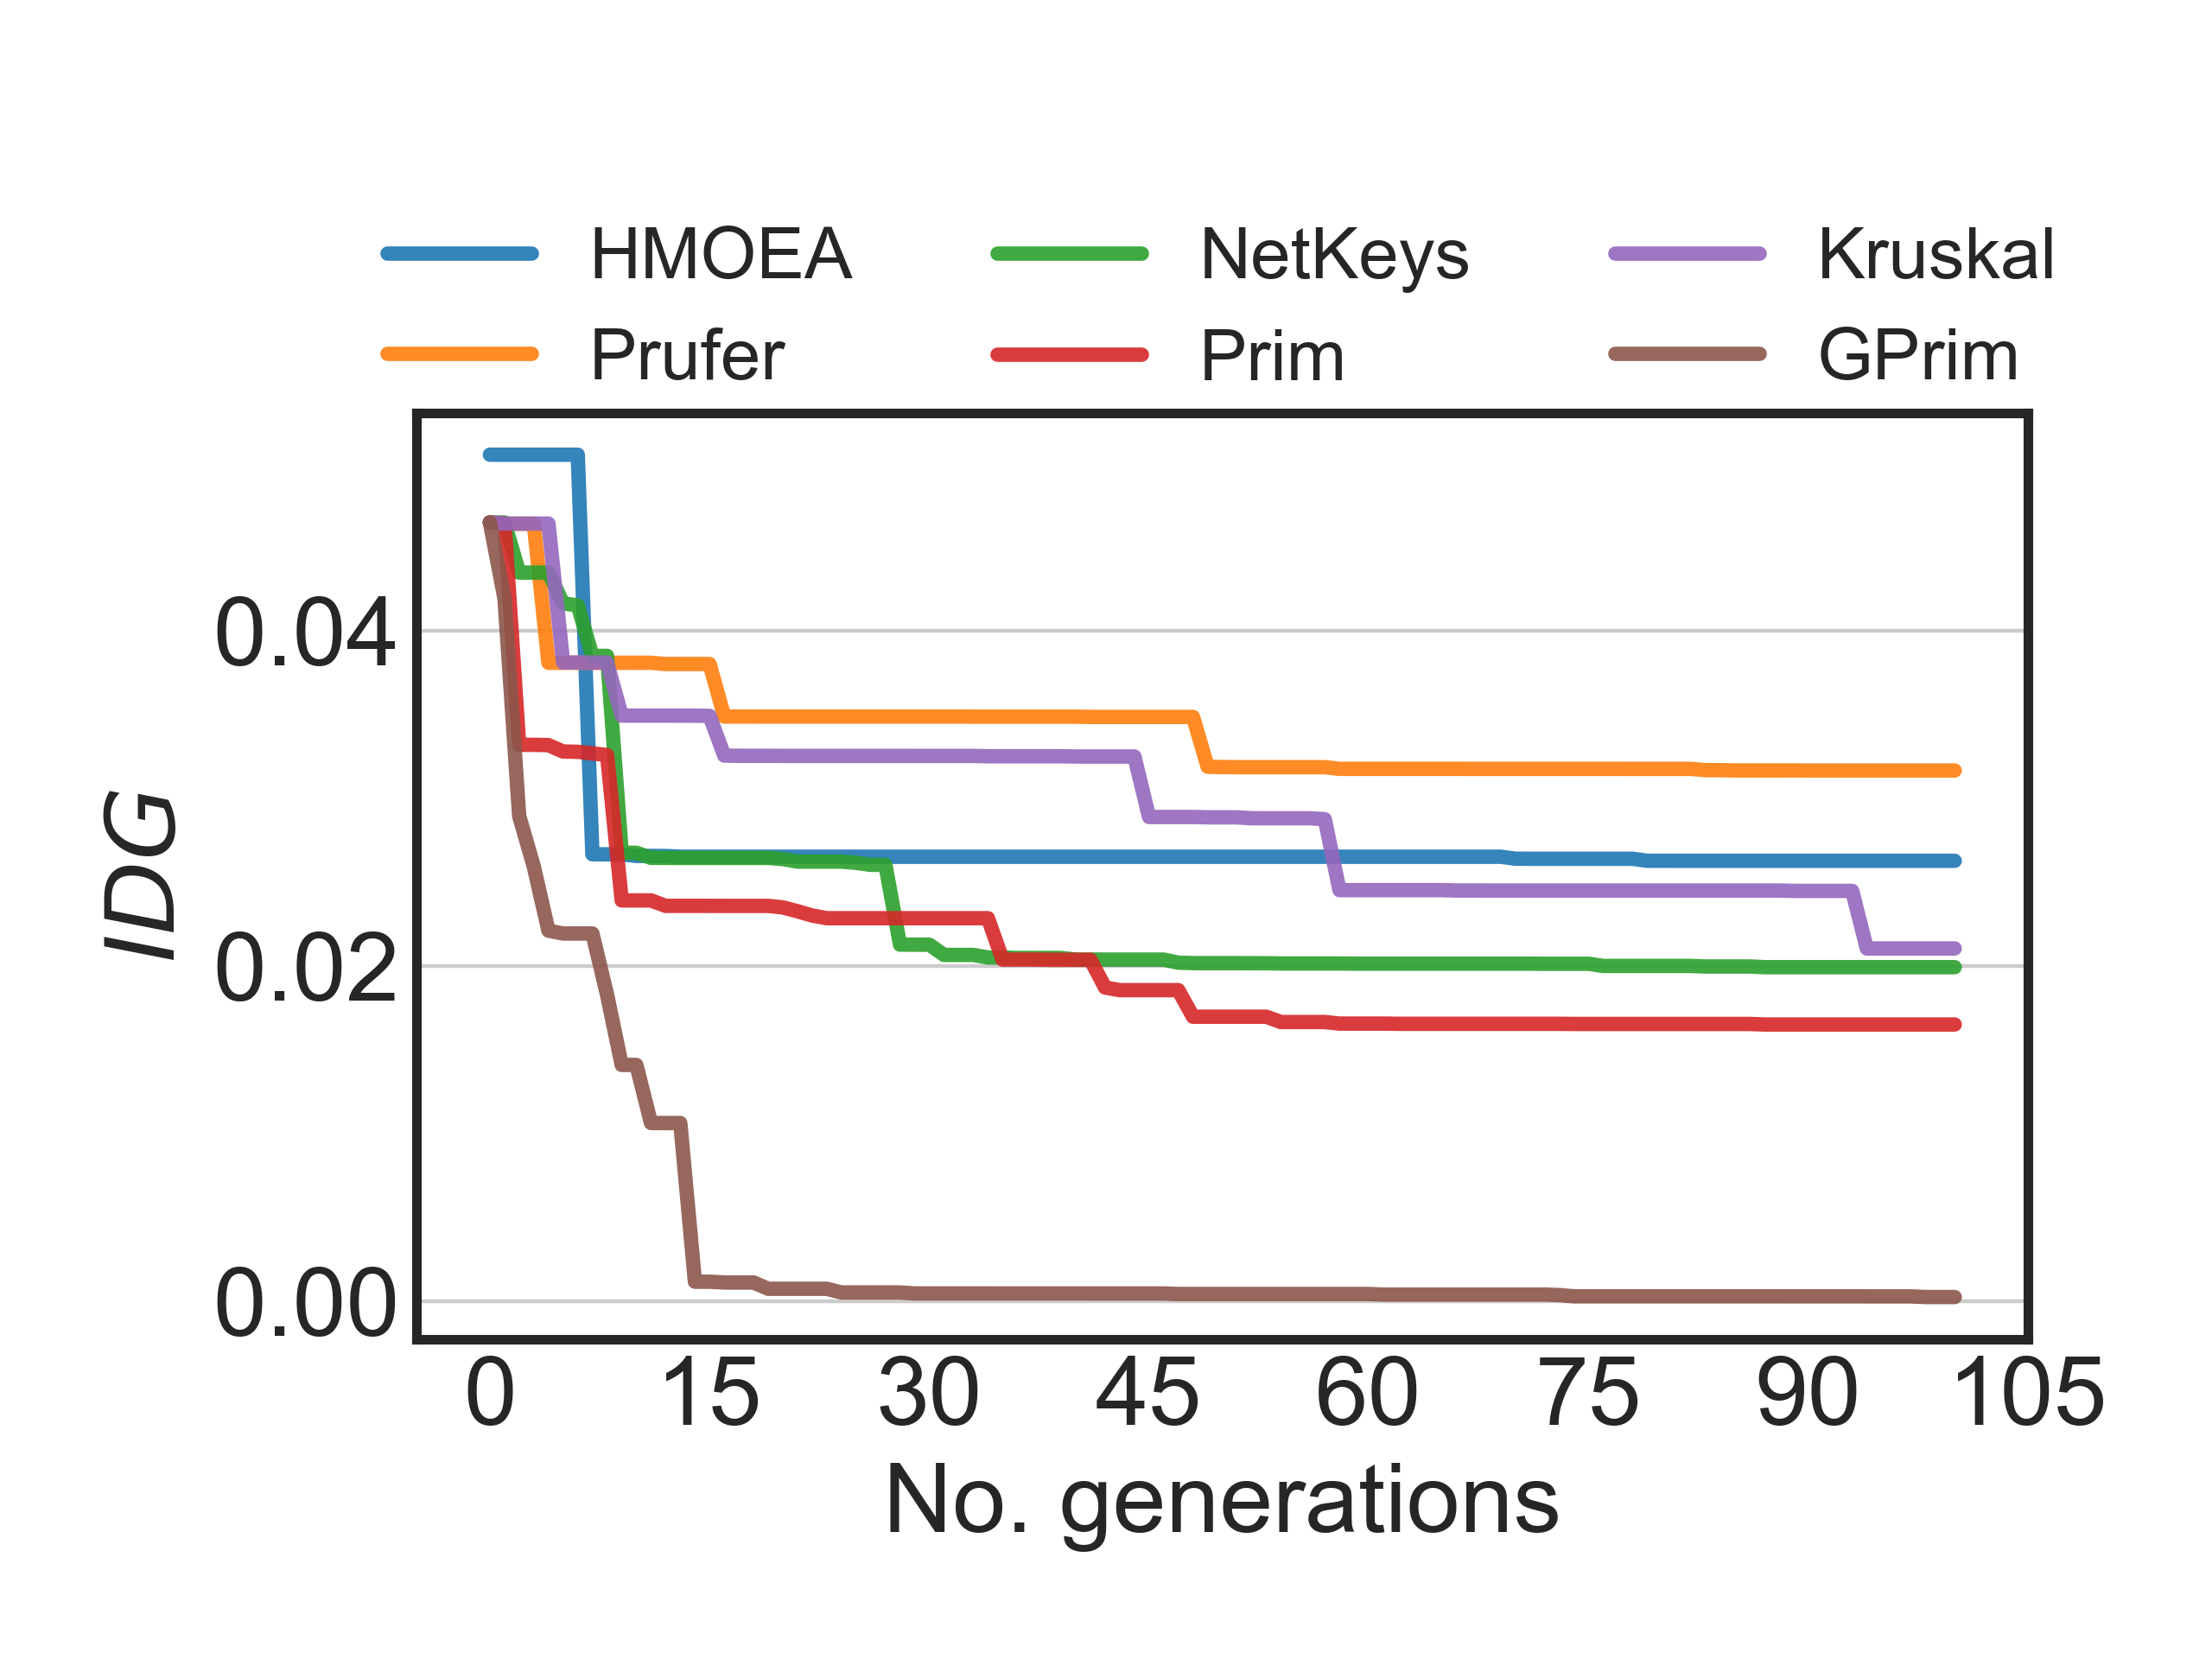 HMOEA NetKeys Kruskal
Prufer Prim GPrim
0.04
0.02
0.00
IDG
0 15 30 45 60 75 90 105
No. generations